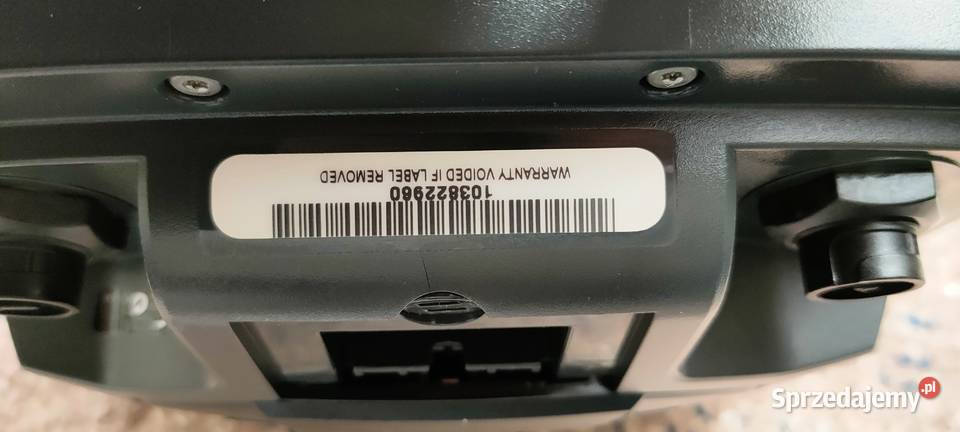 103822960
WARRANTY VOIDED IF LABEL REMOVED
Sprzedajemy.pl